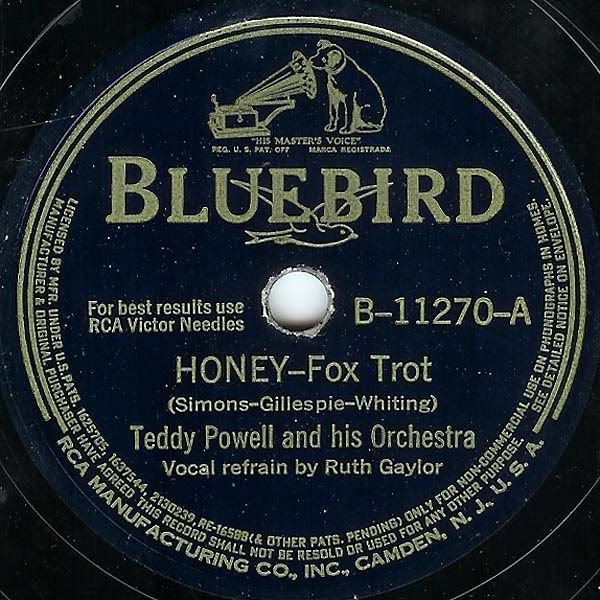 "HIS MASTER'S VOICE"
REG. U. S. PAT. OFF MARCA REGISTRADA
BLUEBIRD
For best results use
RCA Victor Needles
B-11270-A
HONEY-Fox Trot
(Simons-Gillespie-Whiting)
Teddy Powell and his Orchestra
Vocal refrain by Ruth Gaylor
LICENSED BY MFR. UNDER U.S. PATS. 1625705, 1637544, 2120239 RE-16588 (& OTHER PATS. PENDING) ONLY FOR NON-COMMERCIAL USE ON PHONOGRAPHS IN HOMES.
MANUFACTURER & ORIGINAL PURCHASER HAVE AGREED THIS RECORD SHALL NOT BE RESOLD OR USED FOR ANY OTHER PURPOSE. SEE DETAILED NOTICE ON ENVELOPE
RCA MANUFACTURING CO., INC., CAMDEN, N. J., U. S. A.